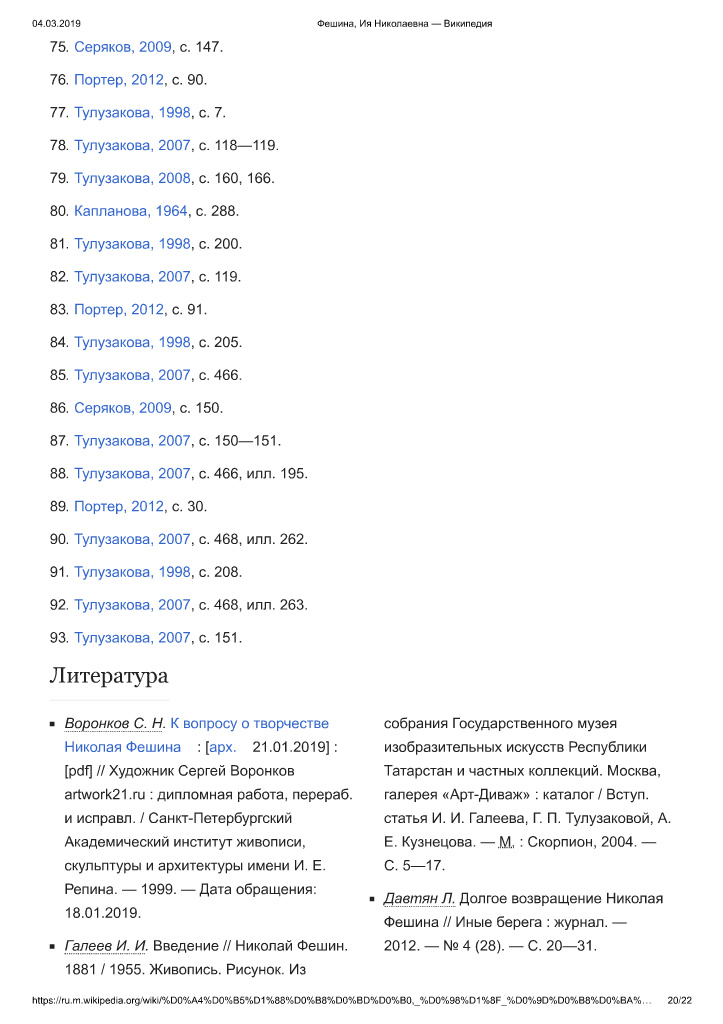 04.03.2019
Фешина, Ия Николаевна — Википедия
75. Серяков, 2009, с. 147.
76. Портер, 2012, с. 90.
77. Тулузакова, 1998, с. 7.
78. Тулузакова, 2007, с. 118—119.
79. Тулузакова, 2008, с. 160, 166.
80. Капланова, 1964, с. 288.
81. Тулузакова, 1998, с. 200.
82. Тулузакова, 2007, с. 119.
83. Портер, 2012, с. 91.
84. Тулузакова, 1998, с. 205.
85. Тулузакова, 2007, с. 466.
86. Серяков, 2009, с. 150.
87. Тулузакова, 2007, с. 150—151.
88. Тулузакова, 2007, с. 466, илл. 195.
89. Портер, 2012, с. 30.
90. Тулузакова, 2007, с. 468, илл. 262.
91. Тулузакова, 1998, с. 208.
92. Тулузакова, 2007, с. 468, илл. 263.
93. Тулузакова, 2007, с. 151.
Литература
Воронков С. Н. К вопросу о творчестве
Николая Фешина : [арх. 21.01.2019] :
[pdf] // Художник Сергей Воронков
artwork21.ru : дипломная работа, перераб.
и исправл. / Санкт-Петербургский
Академический институт живописи,
скульптуры и архитектуры имени И. Е.
Репина. — 1999. — Дата обращения:
18.01.2019.
Галеев И. И. Введение // Николай Фешин.
1881 / 1955. Живопись. Рисунок. Из
собрания Государственного музея
изобразительных искусств Республики
Татарстан и частных коллекций. Москва,
галерея «Арт-Диваж» : каталог / Вступ.
статья И. И. Галеева, Г. П. Тулузаковой, А.
Е. Кузнецова. — М. : Скорпион, 2004. —
С. 5—17.
Давтян Л. Долгое возвращение Николая
Фешина // Иные берега : журнал. —
2012. — № 4 (28). — С. 20—31.
https://ru.m.wikipedia.org/wiki/%D0%A4%D0%B5%D1%88%D0%B8%D0%BD%D0%B0,_%D0%98%D1%8F_%D0%9D%D0%B8%D0%BA%…
20/22